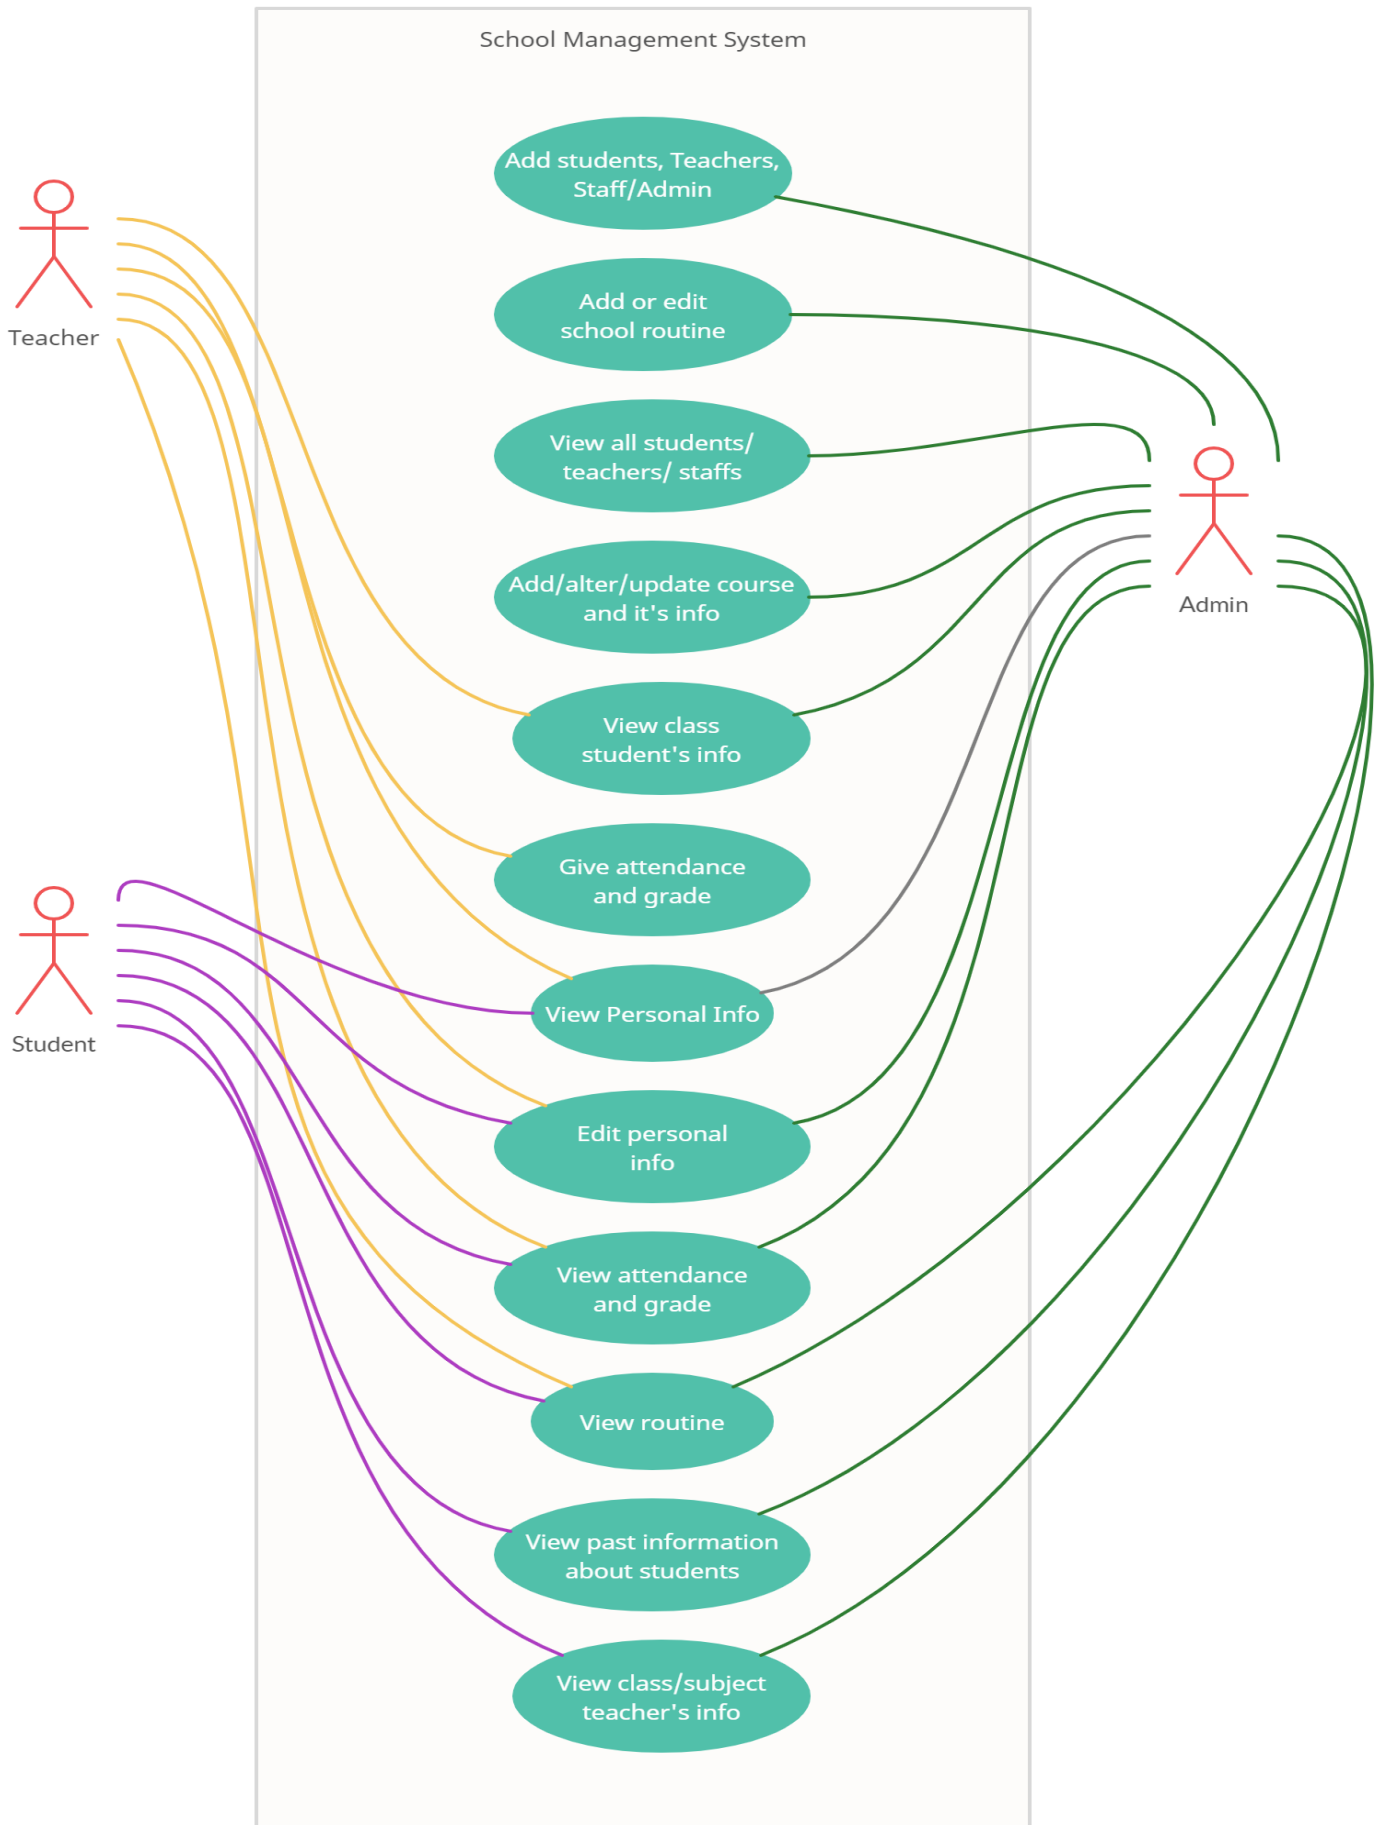 School Management System
Add students, Teachers,
Staff/Admin
Teacher
Add or edit
school routine
View all students/
teachers/ staffs
Add/alter/update course
and it's info
Admin
View class
student's info
Give attendance
and grade
View Personal Info
Student
Edit personal
info
View attendance
and grade
View routine
View past information
about students
View class/subject
teacher's info